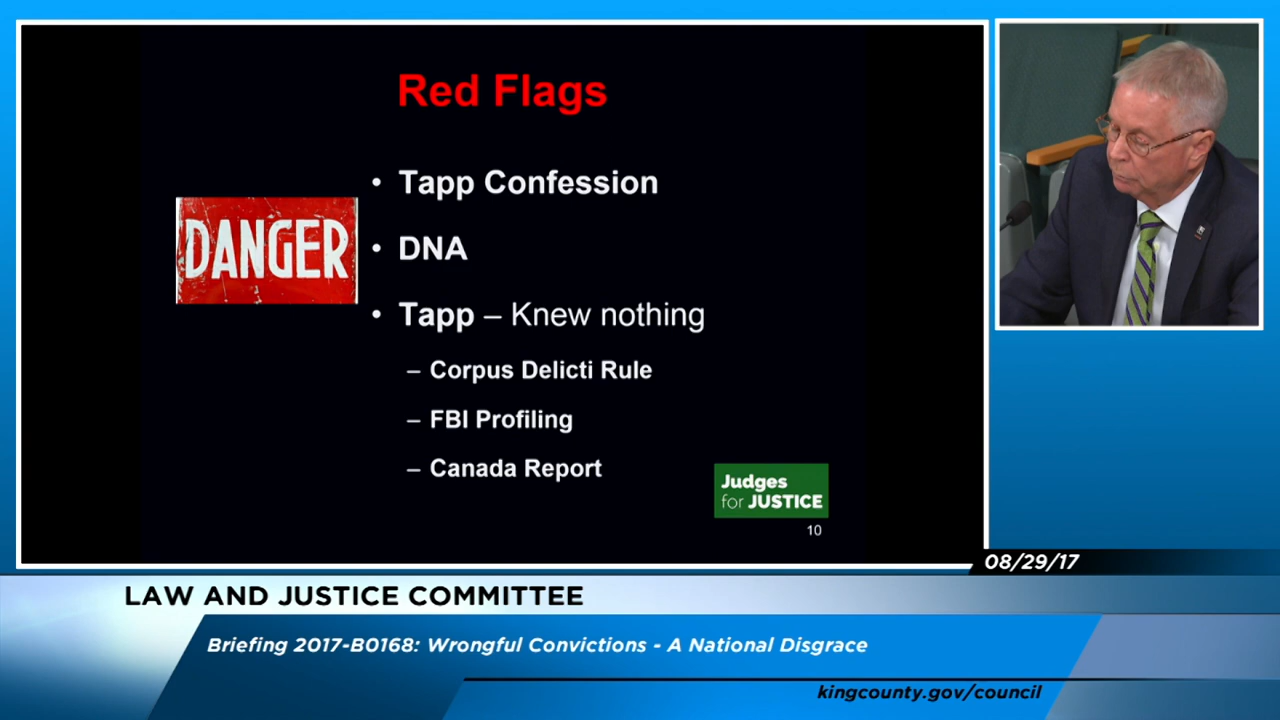 Red Flags
DANGER
• Tapp Confession
• DNA
• Tapp – Knew nothing
– Corpus Delicti Rule
– FBI Profiling
– Canada Report
Judges
for JUSTICE
10
08/29/17
LAW AND JUSTICE COMMITTEE
Briefing 2017-B0168: Wrongful Convictions - A National Disgrace
kingcounty.gov/council